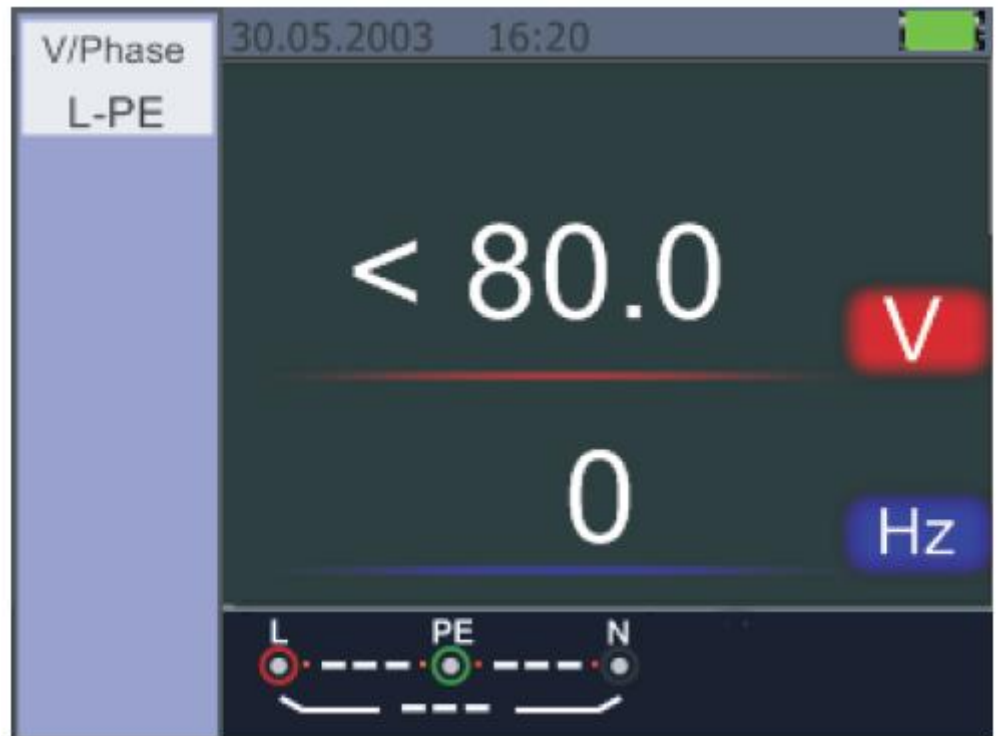 V/Phase
L-PE
30.05.2003 16:20
< 80.0
V
0
Hz
L PE N
--- ---
---